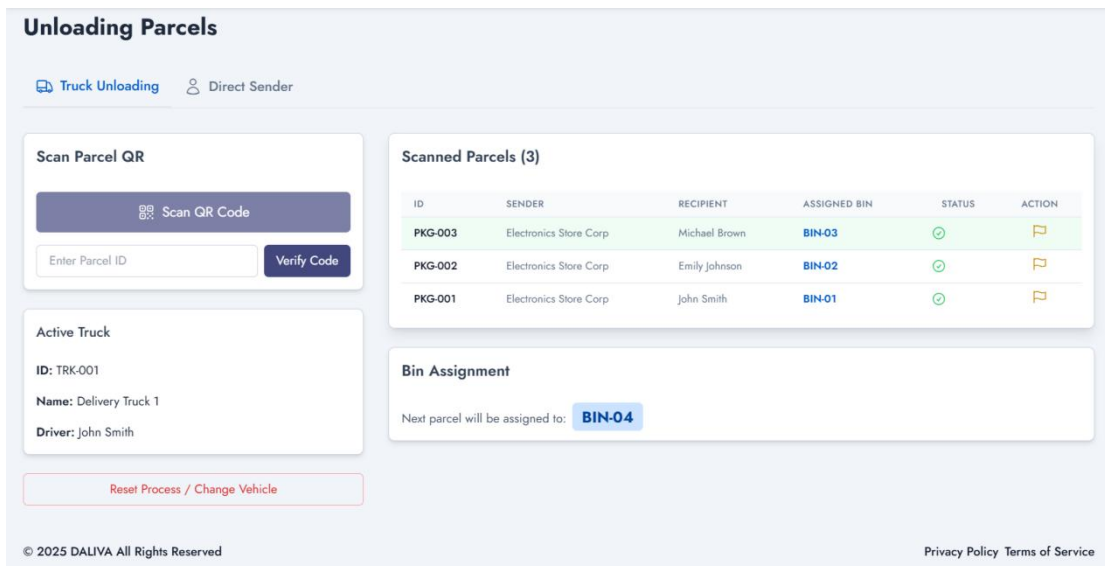 Unloading Parcels
Truck Unloading
Direct Sender
Scan Parcel QR
Scan QR Code
Enter Parcel ID
Verify Code
Active Truck
ID: TRK-001
Name: Delivery Truck 1
Driver: John Smith
Reset Process / Change Vehicle
Scanned Parcels (3)
ID SENDER RECIPIENT ASSIGNED BIN STATUS ACTION
PKG-003 Electronics Store Corp Michael Brown BIN-03
PKG-002 Electronics Store Corp Emily Johnson BIN-02
PKG-001 Electronics Store Corp John Smith BIN-01
Bin Assignment
Next parcel will be assigned to: BIN-04
© 2025 DALIVA All Rights Reserved
Privacy Policy Terms of Service